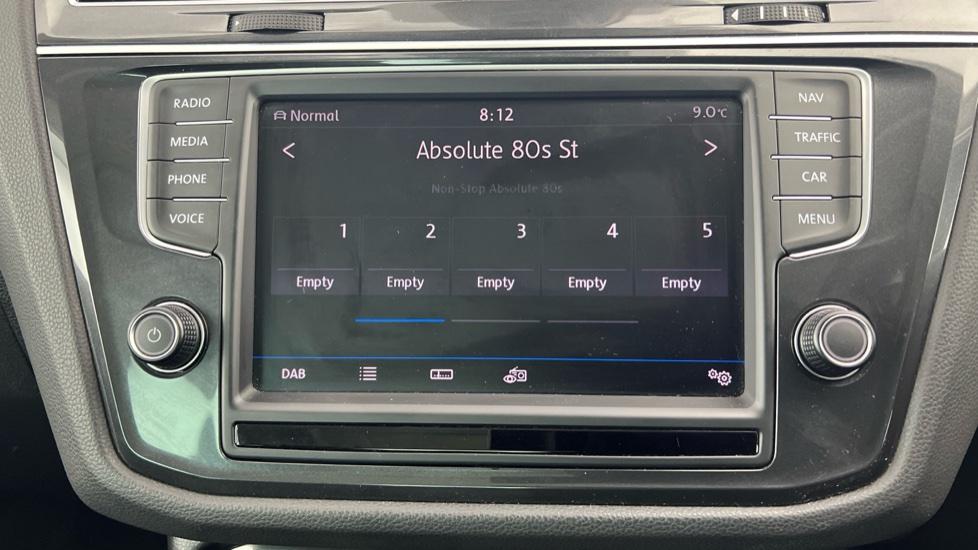 RADIO
MEDIA
PHONE
VOICE
Normal 8:12 9.0°C
< Absolute 80s St >
Non-Stop Absolute 80s
1 2 3 4 5
Empty Empty Empty Empty Empty
DAB
NAV
TRAFFIC
CAR
MENU